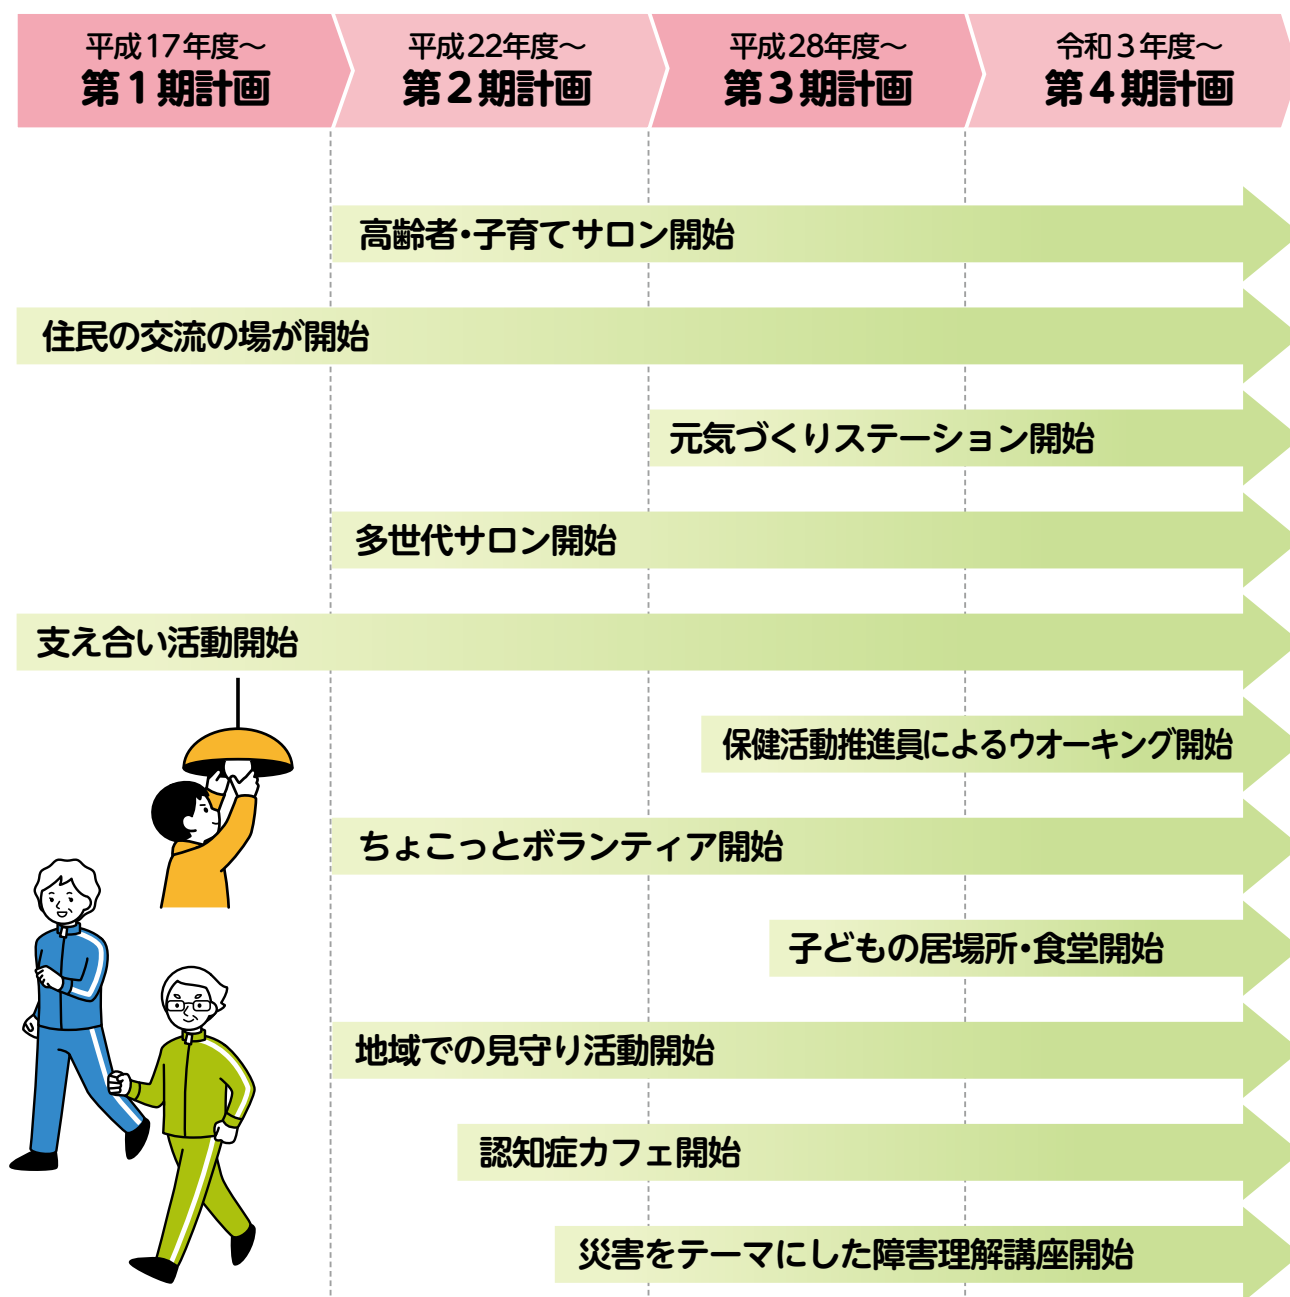 平成17年度～
第1期計画
平成22年度～
第2期計画
平成28年度～
第3期計画
令和3年度～
第4期計画
高齢者・子育てサロン開始
住民の交流の場が開始
元気づくりステーション開始
多世代サロン開始
支え合い活動開始
保健活動推進員によるウオーキング開始
ちょこっとボランティア開始
子どもの居場所・食堂開始
地域での見守り活動開始
認知症カフェ開始
災害をテーマにした障害理解講座開始